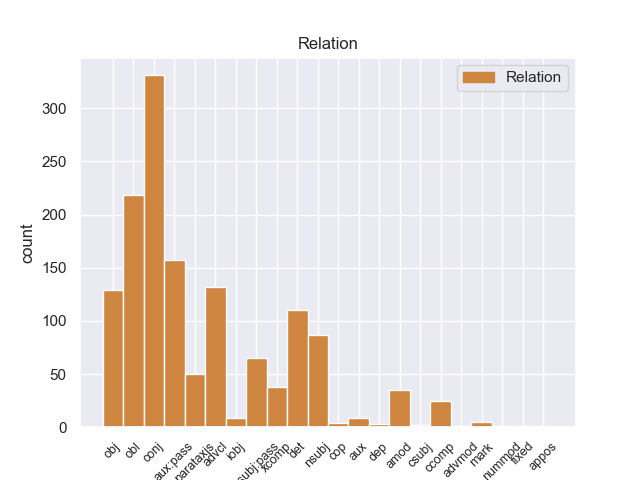 Relation
Relation
300
250
200
150
100
50
0
count
obj
obl
conj
aux:pass
parataxis
advcl
iobj
subj:pass
xcomp
det
nsubj
cop
aux
dep
amod
csubj
ccomp
advmod
mark
nummod
fixed
appos